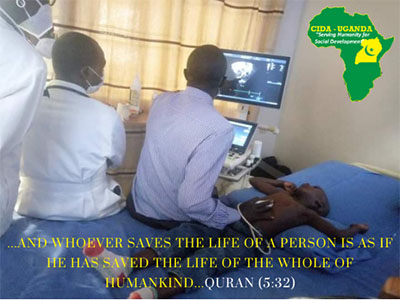 CIDA - UGANDA
"Serving Humanity for
Social Development"
....AND WHOEVER SAVES THE LIFE OF A PERSON IS AS IF
HE HAS SAVED THE LIFE OF THE WHOLE OF
HUMANKIND...QURAN (5:32)